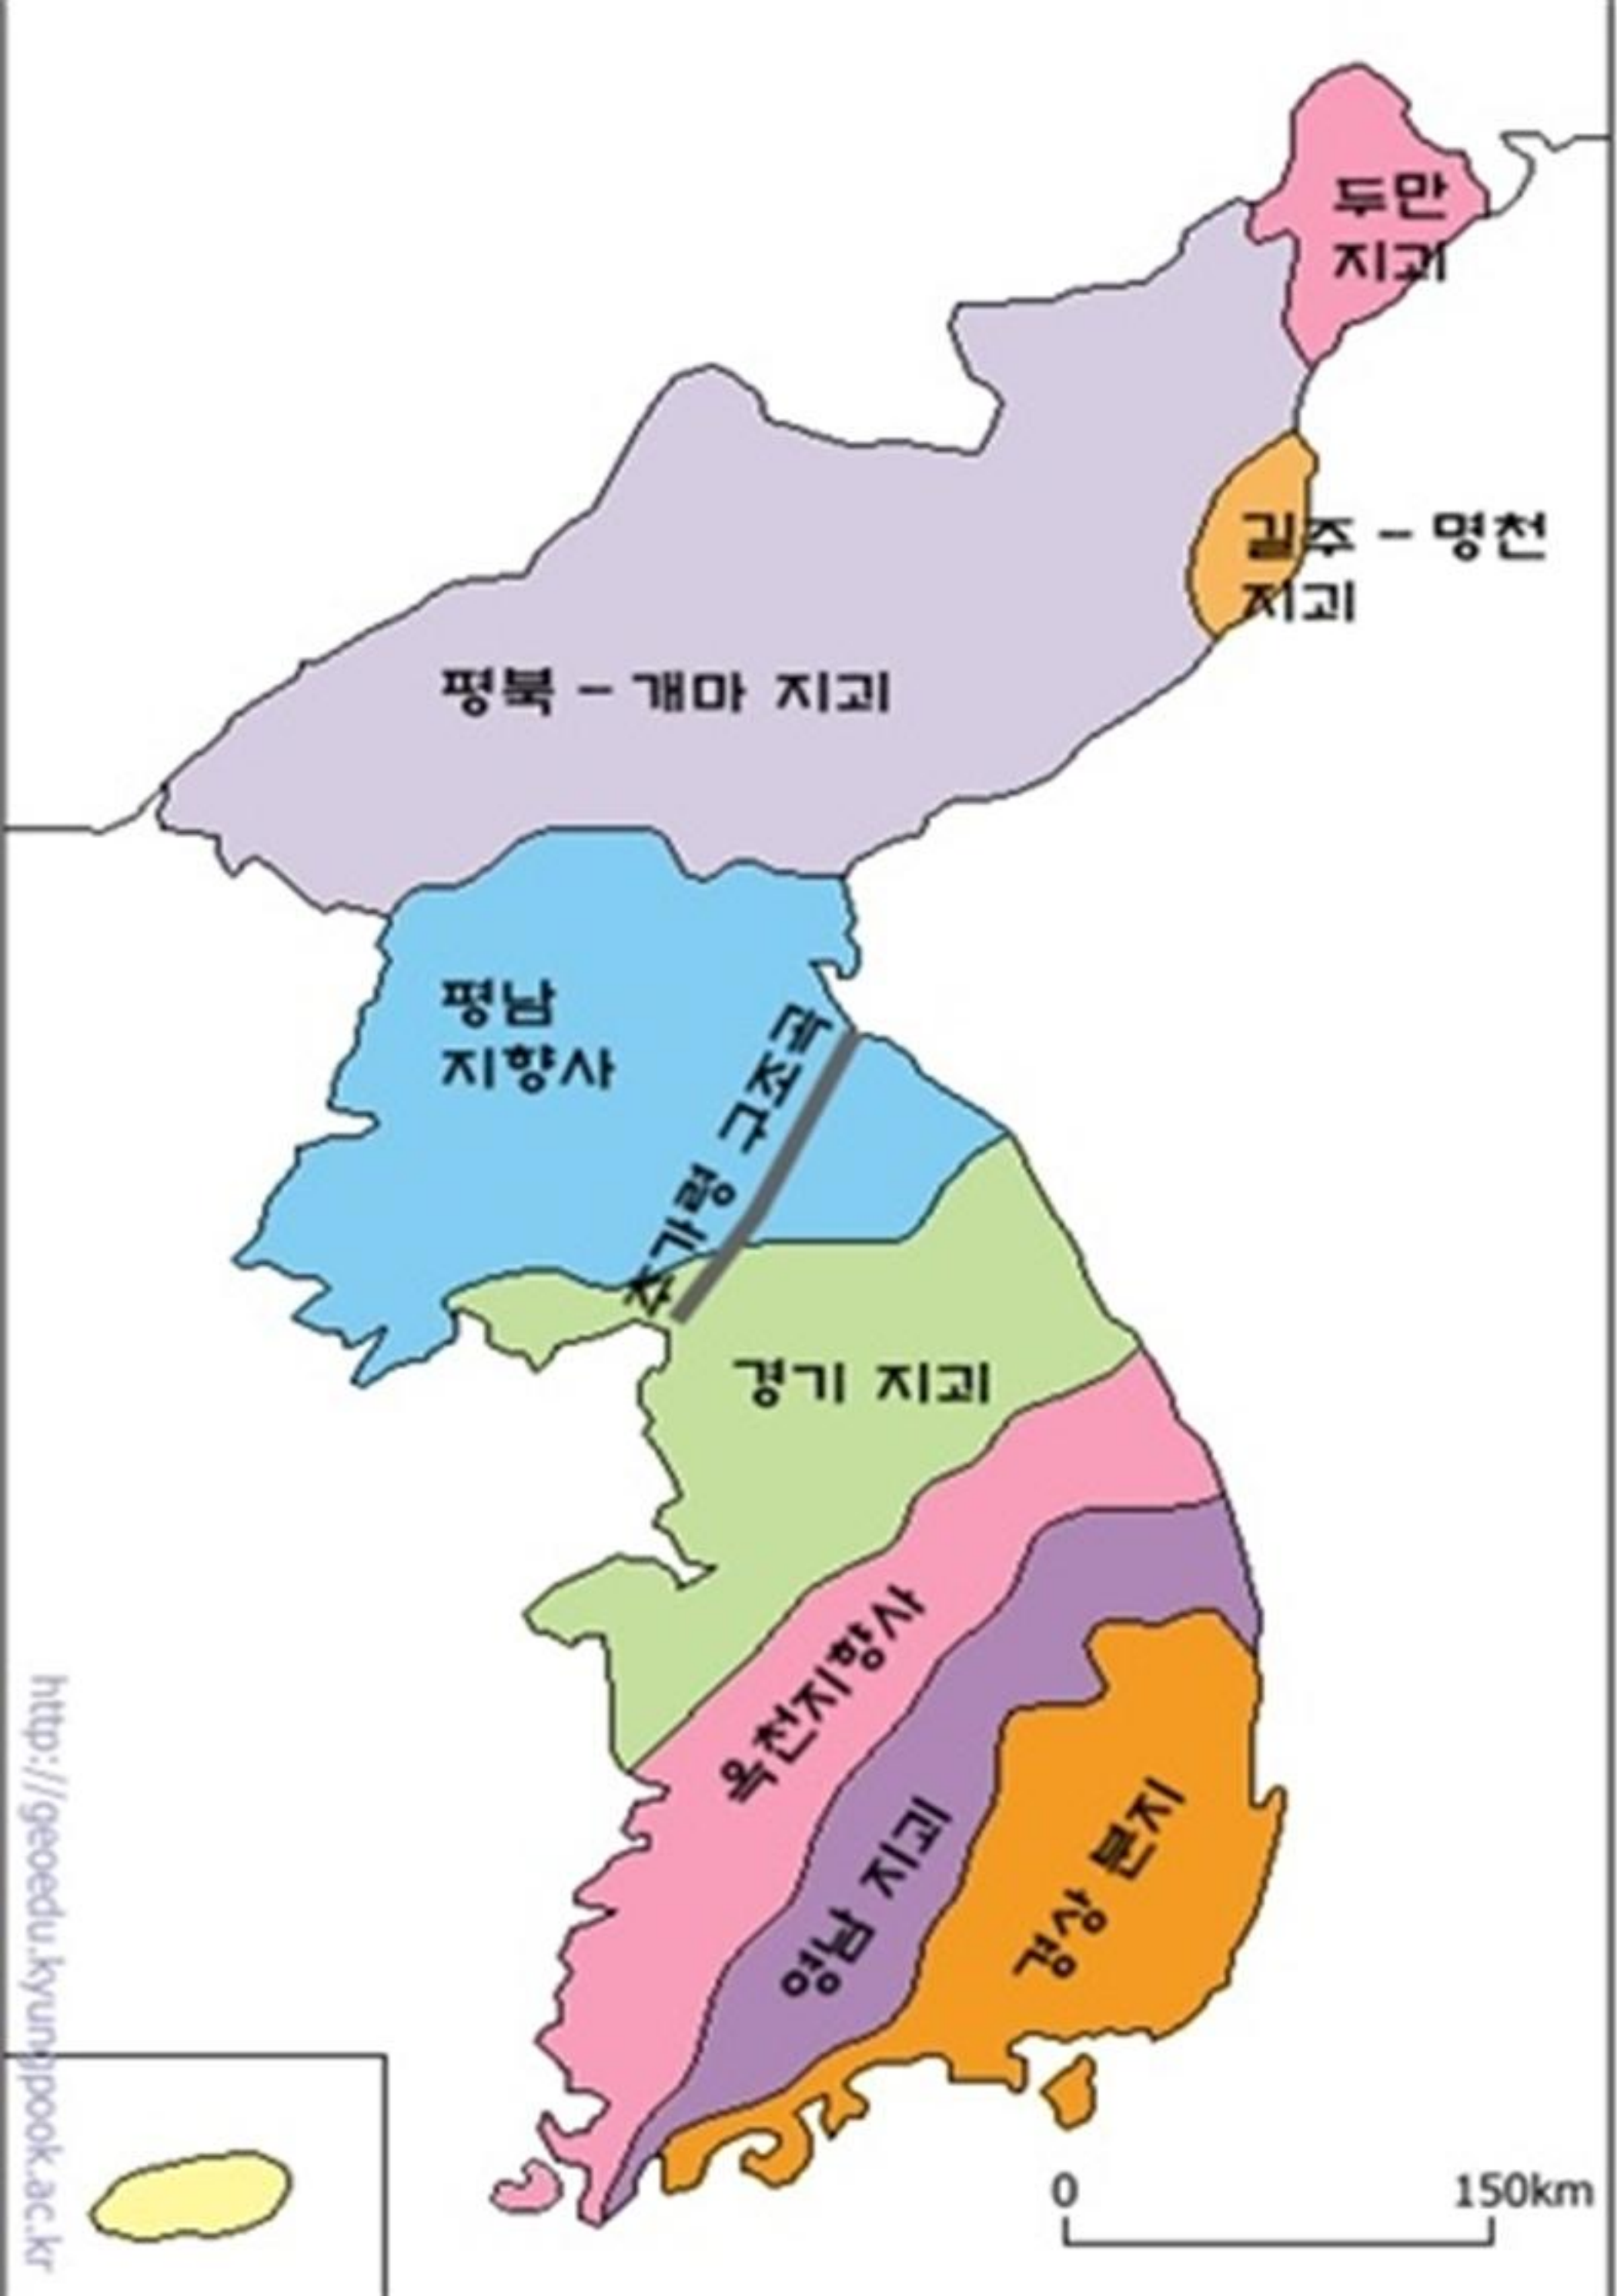 두만
지괴
길주 - 명천
지괴
평북 - 개마 지괴
평남
지향사
추가령 구조곡
경기 지괴
옥천지향사
영남 지괴
경상 분지
http://geoedu.kyungpook.ac.kr
0 150km